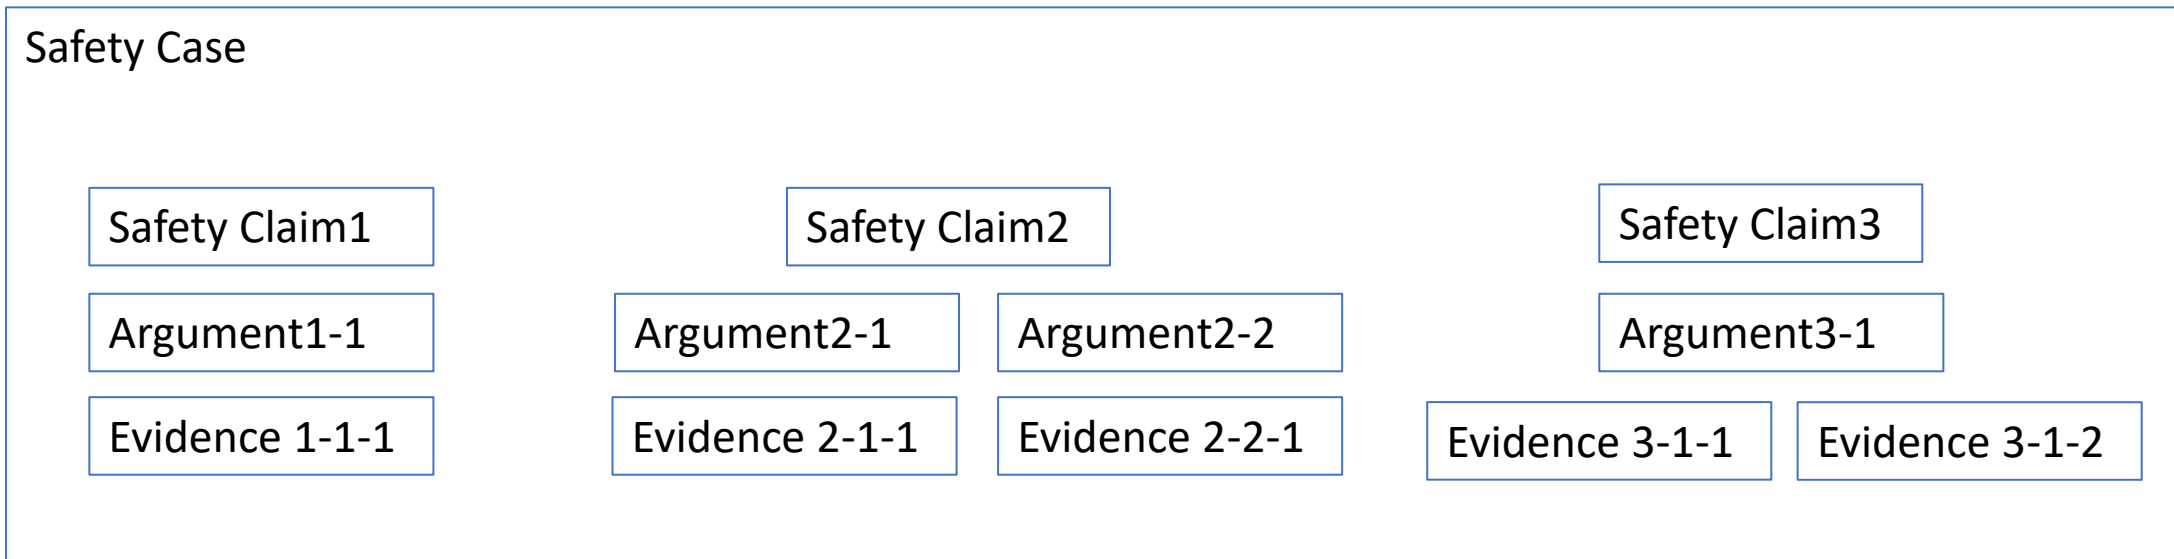 Safety Case
Safety Claim1
Safety Claim2
Safety Claim3
Argument1-1
Argument2-1
Argument2-2
Argument3-1
Evidence 1-1-1
Evidence 2-1-1
Evidence 2-2-1
Evidence 3-1-1
Evidence 3-1-2